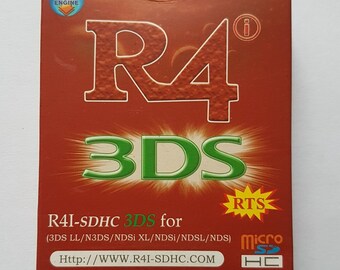 ENGINE
R4 i
3DS
RTS
R4I-SDHC 3DS for
(3DS LL/N3DS/NDSi XL/NDSi/NDSL/NDS)
Http://WWW.R4I-SDHC.COM
micro
SD
HC